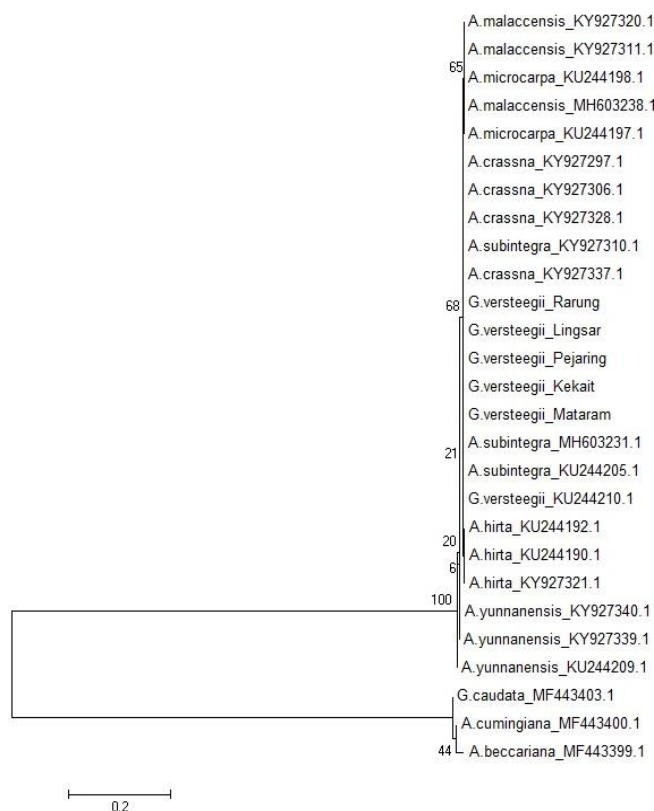 A.malaccensis_KY927320.1
A.malaccensis_KY927311.1
65
A.microcarpa_KU244198.1
A.malaccensis_MH603238.1
A.microcarpa_KU244197.1
A.crassna_KY927297.1
A.crassna_KY927306.1
A.crassna_KY927328.1
A.subintegra_KY927310.1
A.crassna_KY927337.1
68
G.versteegii_Rarung
G.versteegii_Lingsar
G.versteegii_Pejaring
G.versteegii_Kekait
G.versteegii_Mataram
A.subintegra_MH603231.1
21
A.subintegra_KU244205.1
G.versteegii_KU244210.1
A.hirta_KU244192.1
20
A.hirta_KU244190.1
6
A.hirta_KY927321.1
100
A.yunnanensis_KY927340.1
A.yunnanensis_KY927339.1
A.yunnanensis_KU244209.1
G.caudata_MF443403.1
A.cumingiana_MF443400.1
44
A.beccariana_MF443399.1
0.2